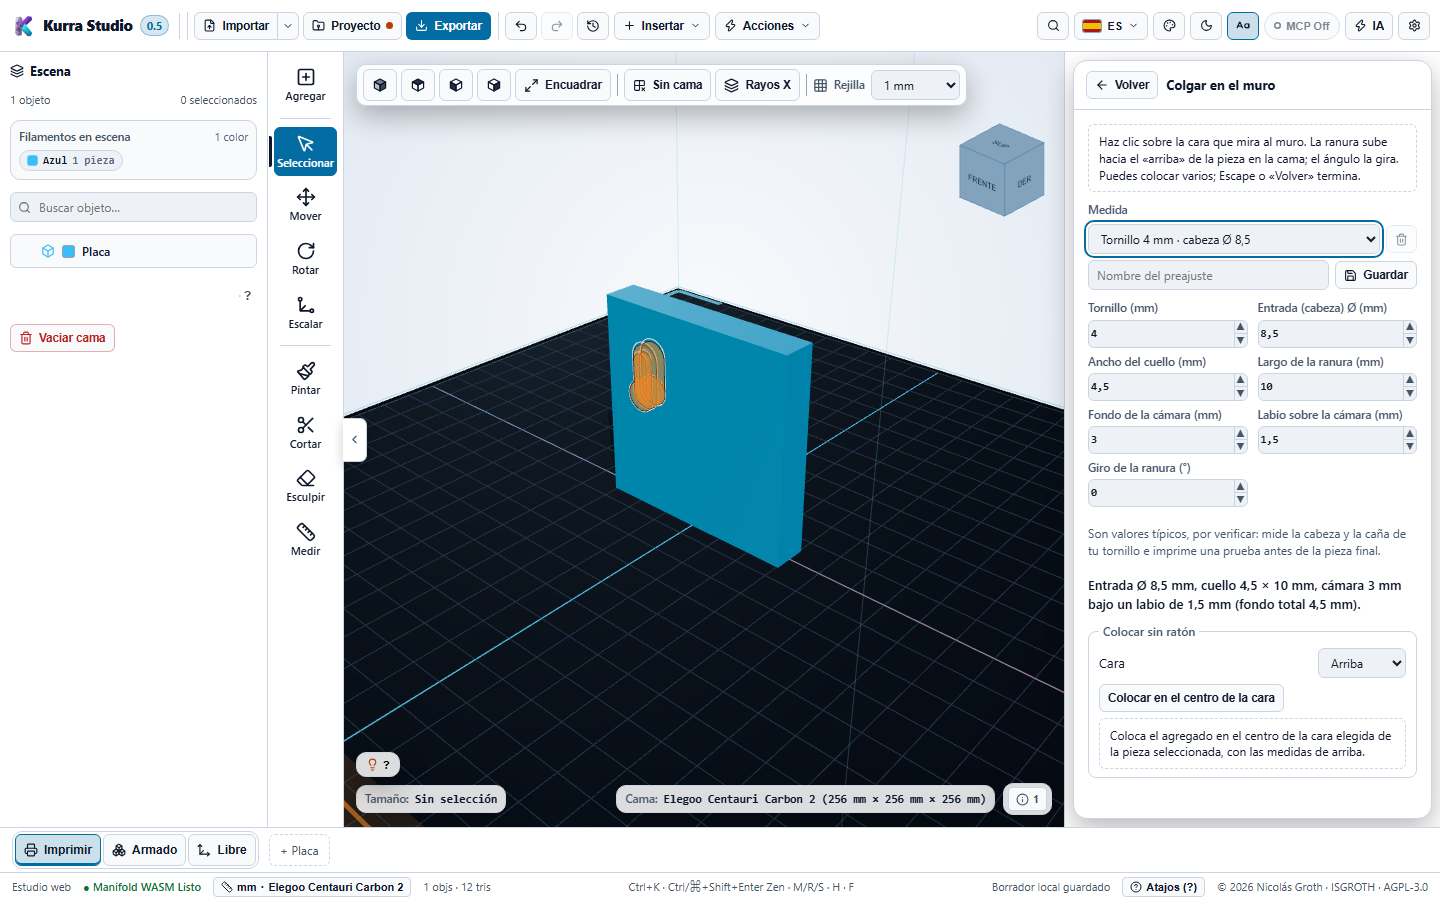 Kurra Studio 0.5
Importar
Proyecto
Exportar
Insertar
Acciones
ES
Aa
MCP Off
IA
Escena
1 objeto
0 seleccionados
Filamentos en escena
1 color
Azul 1 pieza
Buscar objeto...
Placa
?
Vaciar cama
Agregar
Seleccionar
Mover
Rotar
Escalar
Pintar
Cortar
Esculpir
Medir
Encuadrar
Sin cama
Rayos X
Rejilla
1 mm
SUP
FRENTE
DER
?
Tamaño: Sin selección
Cama: Elegoo Centauri Carbon 2 (256 mm × 256 mm × 256 mm)
1
Volver
Colgar en el muro
Haz clic sobre la cara que mira al muro. La ranura sube
hacia el «arriba» de la pieza en la cama; el ángulo la gira.
Puedes colocar varios; Escape o «Volver» termina.
Medida
Tornillo 4 mm · cabeza Ø 8,5
Nombre del preajuste
Guardar
Tornillo (mm)
Entrada (cabeza) Ø (mm)
4
8,5
Ancho del cuello (mm)
Largo de la ranura (mm)
4,5
10
Fondo de la cámara (mm)
Labio sobre la cámara (mm)
3
1,5
Giro de la ranura (°)
0
Son valores típicos, por verificar: mide la cabeza y la caña de
tu tornillo e imprime una prueba antes de la pieza final.
Entrada Ø 8,5 mm, cuello 4,5 × 10 mm, cámara 3 mm
bajo un labio de 1,5 mm (fondo total 4,5 mm).
Colocar sin ratón
Cara
Arriba
Colocar en el centro de la cara
Coloca el agregado en el centro de la cara elegida de
la pieza seleccionada, con las medidas de arriba.
Imprimir
Armado
Libre
+ Placa
Estudio web
Manifold WASM Listo
mm · Elegoo Centauri Carbon 2
1 objs · 12 tris
Ctrl+K · Ctrl/⌘+Shift+Enter Zen · M/R/S · H · F
Borrador local guardado
Atajos (?)
© 2026 Nicolás Groth · ISGROTH · AGPL-3.0